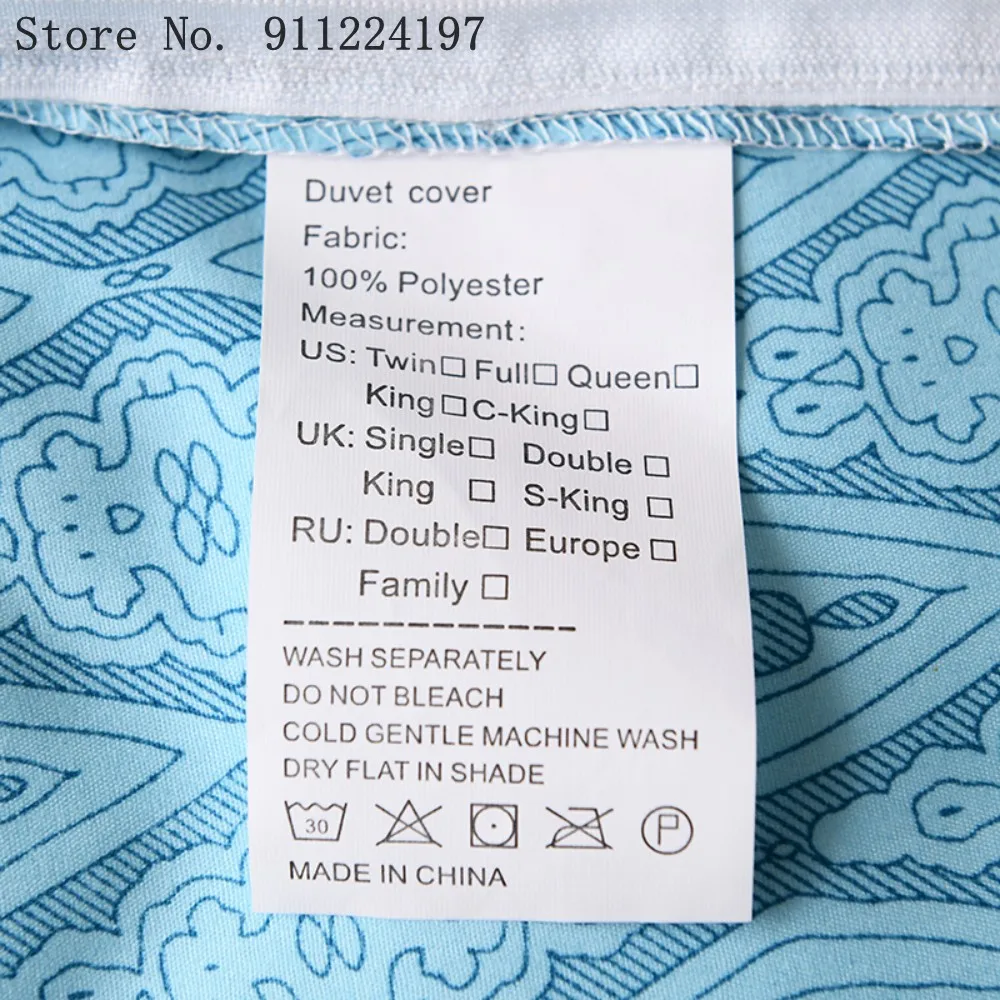 Store No. 911224197
Duvet cover
Fabric:
100% Polyester
Measurement:
US: Twin□ Full□ Queen□
King□ C-King□
UK: Single□ Double □
King □ S-King □
RU: Double□ Europe □
Family □
-------------
WASH SEPARATELY
DO NOT BLEACH
COLD GENTLE MACHINE WASH
DRY FLAT IN SHADE
30 P
MADE IN CHINA